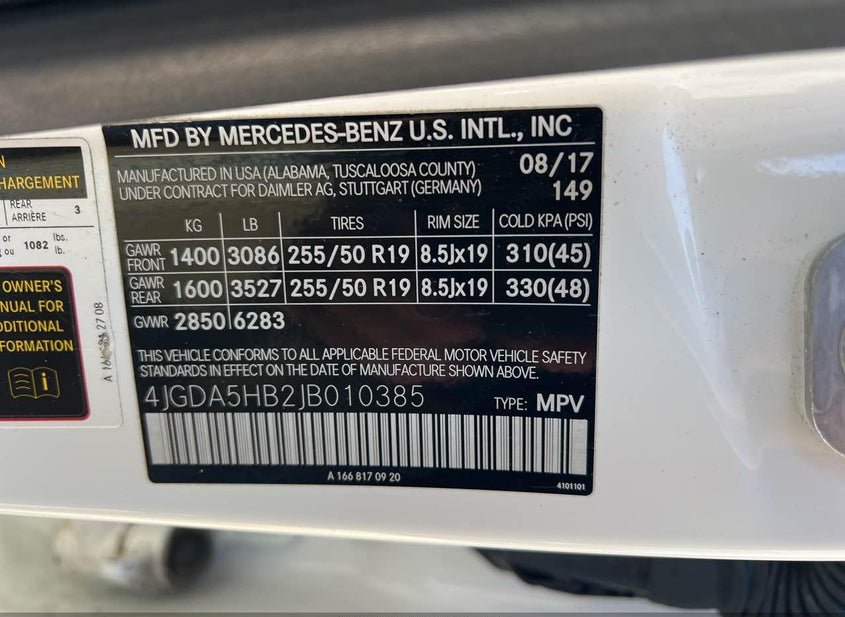 N
HARGEMENT
REAR
ARRIÈRE 3
or
ou 1082 lbs.
lb.
OWNER'S
NUAL FOR
DDITIONAL
FORMATION
i
MFD BY MERCEDES-BENZ U.S. INTL., INC
MANUFACTURED IN USA (ALABAMA, TUSCALOOSA COUNTY) 08/17
UNDER CONTRACT FOR DAIMLER AG, STUTTGART (GERMANY) 149
KG LB TIRES RIM SIZE COLD KPA (PSI)
GAWR FRONT 1400 3086 255/50 R19 8.5Jx19 310(45)
GAWR REAR 1600 3527 255/50 R19 8.5Jx19 330(48)
GVWR 2850 6283
THIS VEHICLE CONFORMS TO ALL APPLICABLE FEDERAL MOTOR VEHICLE SAFETY
STANDARDS IN EFFECT ON THE DATE OF MANUFACTURE SHOWN ABOVE.
4JGDA5HB2JB010385 TYPE: MPV
A 166 817 09 20
4101101